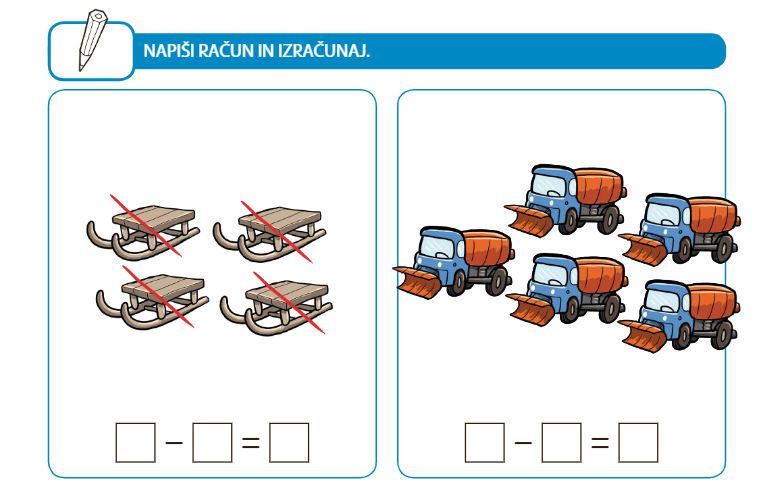 NAPIŠI RAČUN IN IZRAČUNAJ.
− =
− =